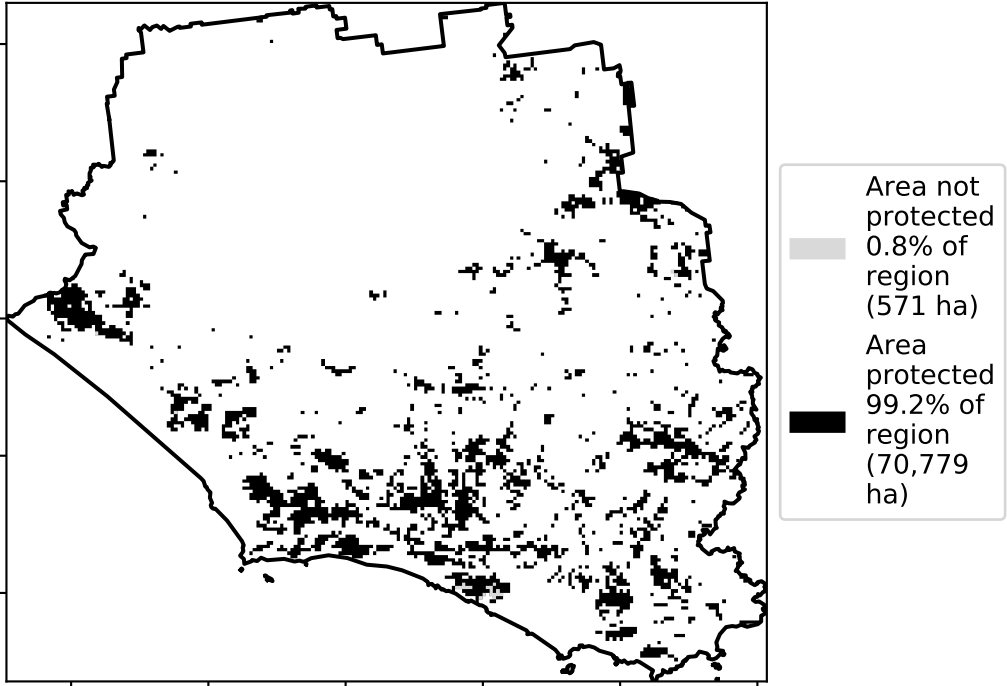 Area not
protected
0.8% of
region
(571 ha)
Area
protected
99.2% of
region
(70,779
ha)